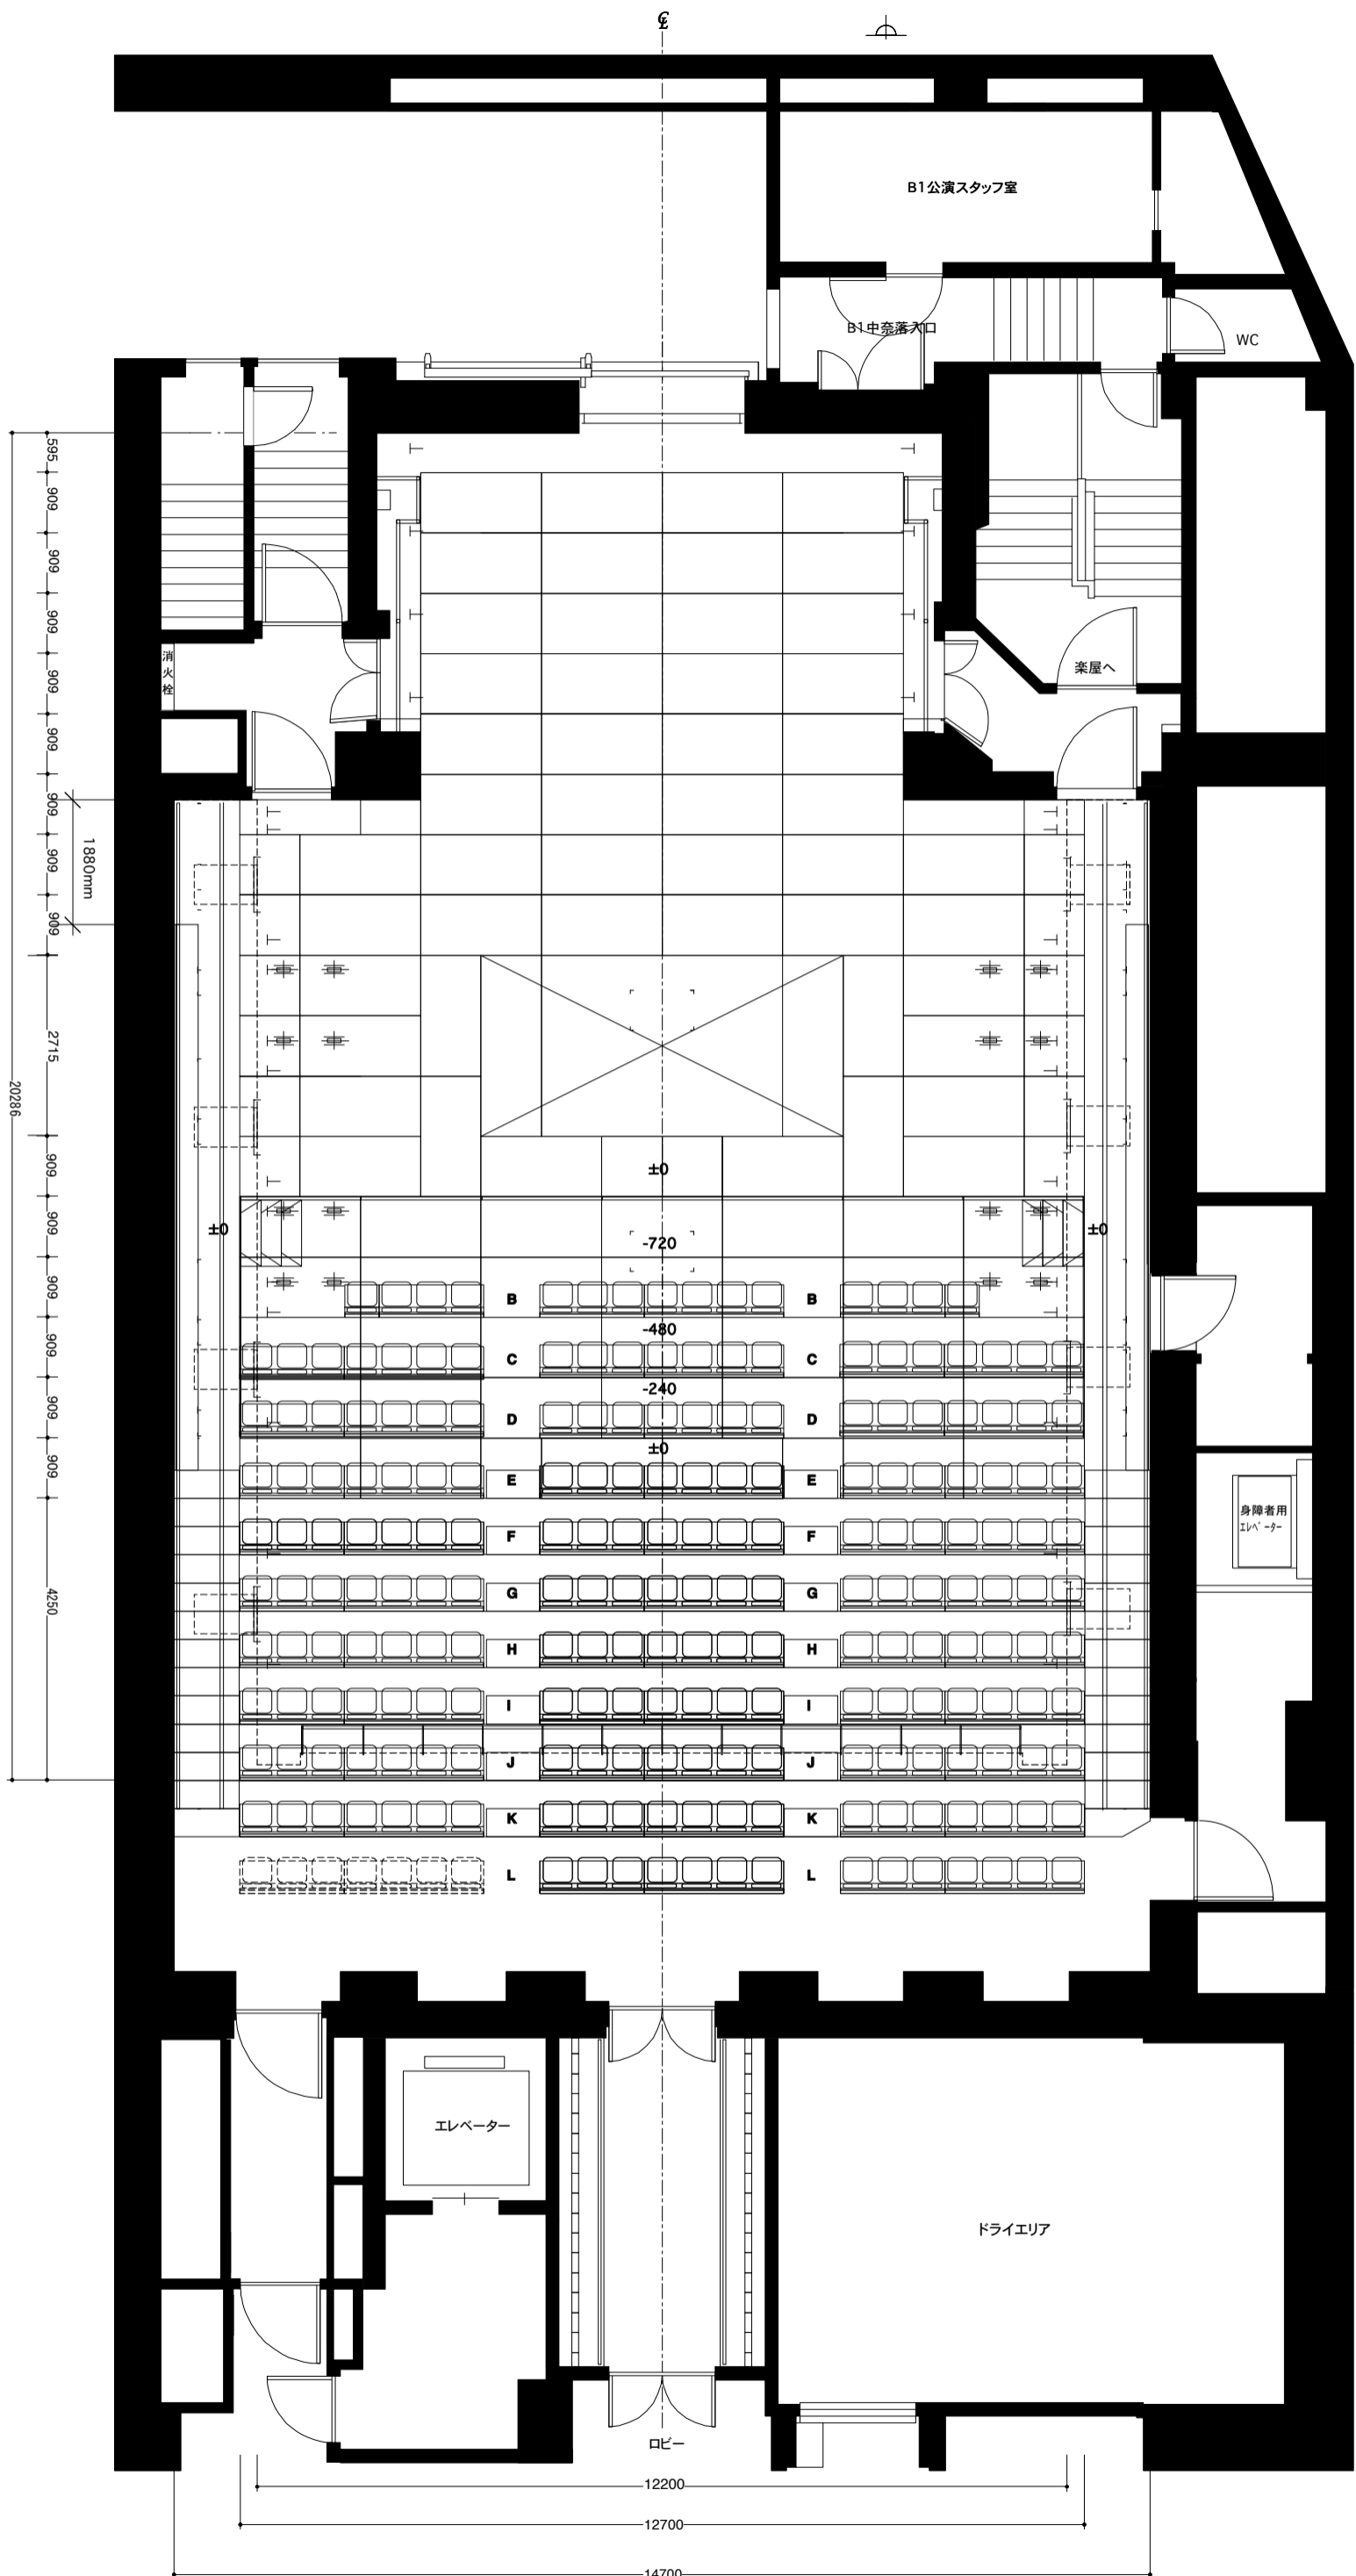 ℄
B1公演スタッフ室
B1中奈落入口
WC
595
909
909
909
消火栓
楽屋へ
909
909
909
1880mm
909
909
2715
20286
909
±0
909
±0
±0
-720
909
B
B
909
-480
C
C
909
-240
D
D
909
±0
E
E
身障者用
エレベーター
F
F
4250
G
G
H
H
I
I
J
J
K
K
L
L
エレベーター
ドライエリア
ロビー
12200
12700
14700